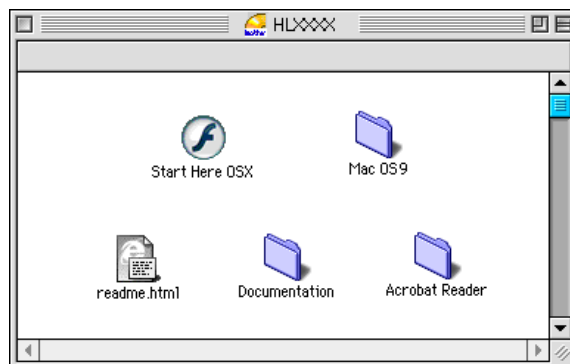 HLXXXX
Start Here OSX
Mac OS9
readme.html
Documentation
Acrobat Reader